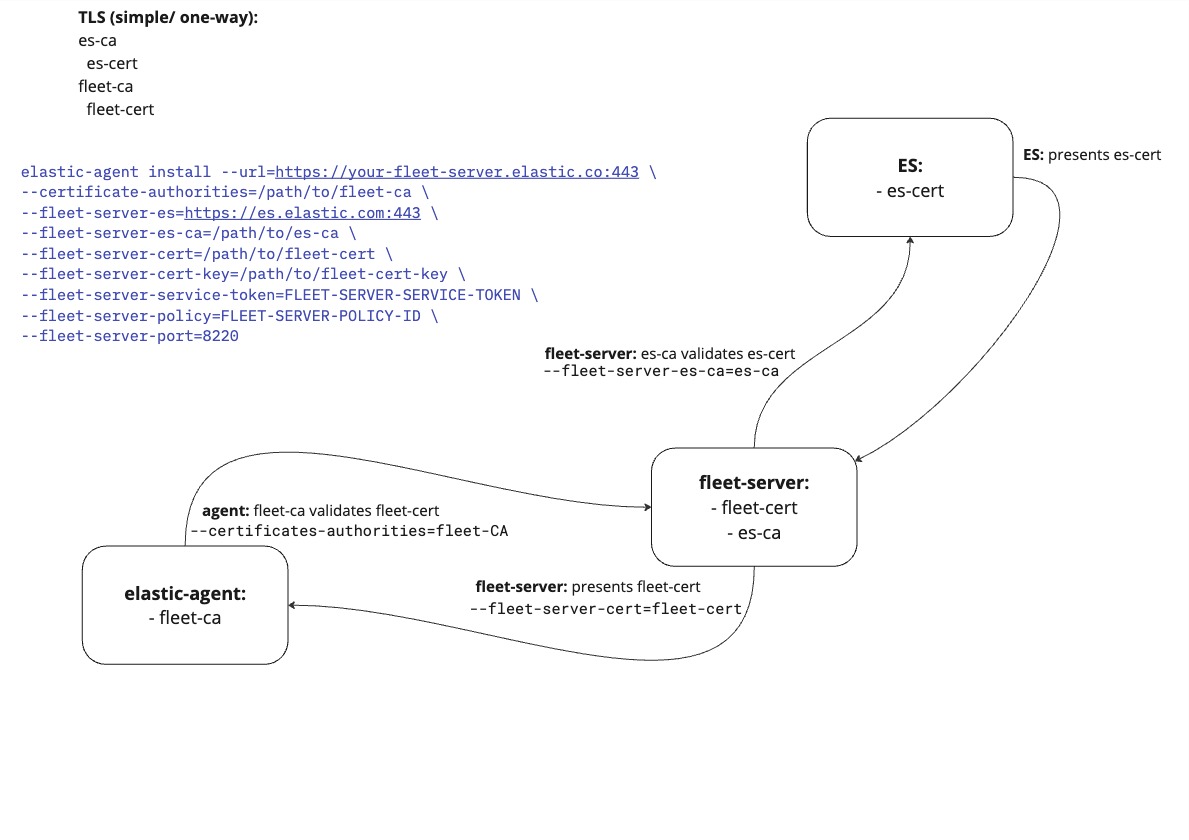 TLS (simple/ one-way):
es-ca
es-cert
fleet-ca
fleet-cert
elastic-agent install --url=https://your-fleet-server.elastic.co:443 \
--certificate-authorities=/path/to/fleet-ca \
--fleet-server-es=https://es.elastic.com:443 \
--fleet-server-es-ca=/path/to/es-ca \
--fleet-server-cert=/path/to/fleet-cert \
--fleet-server-cert-key=/path/to/fleet-cert-key \
--fleet-server-service-token=FLEET-SERVER-SERVICE-TOKEN \
--fleet-server-policy=FLEET-SERVER-POLICY-ID \
--fleet-server-port=8220
ES:
- es-cert
ES: presents es-cert
fleet-server: es-ca validates es-cert
--fleet-server-es-ca=es-ca
fleet-server:
- fleet-cert
- es-ca
agent: fleet-ca validates fleet-cert
--certificates-authorities=fleet-CA
fleet-server: presents fleet-cert
--fleet-server-cert=fleet-cert
elastic-agent:
- fleet-ca